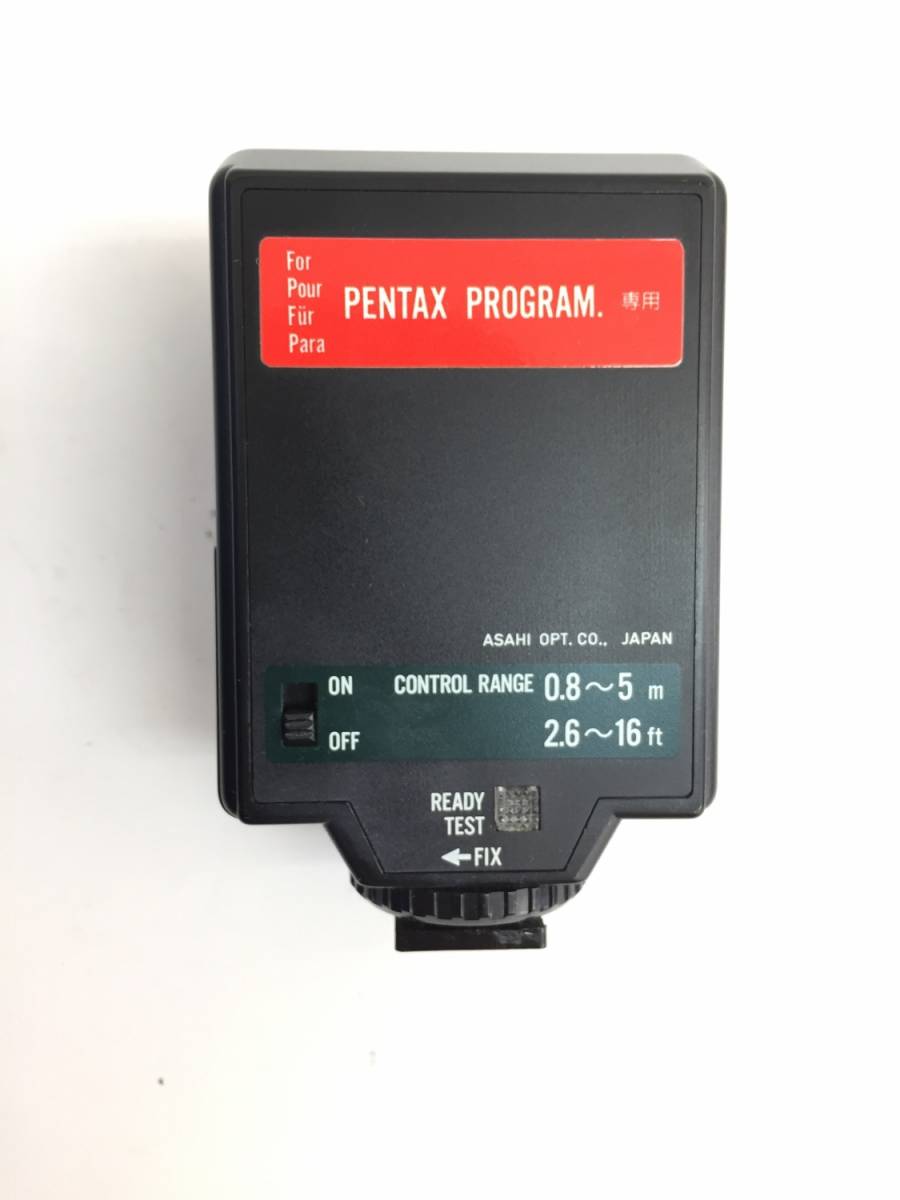 For
Pour
Für
Para
PENTAX PROGRAM. 専用
ASAHI OPT. CO., JAPAN
ON
OFF
CONTROL RANGE 0.8～5 m
2.6～16 ft
READY
TEST
←FIX